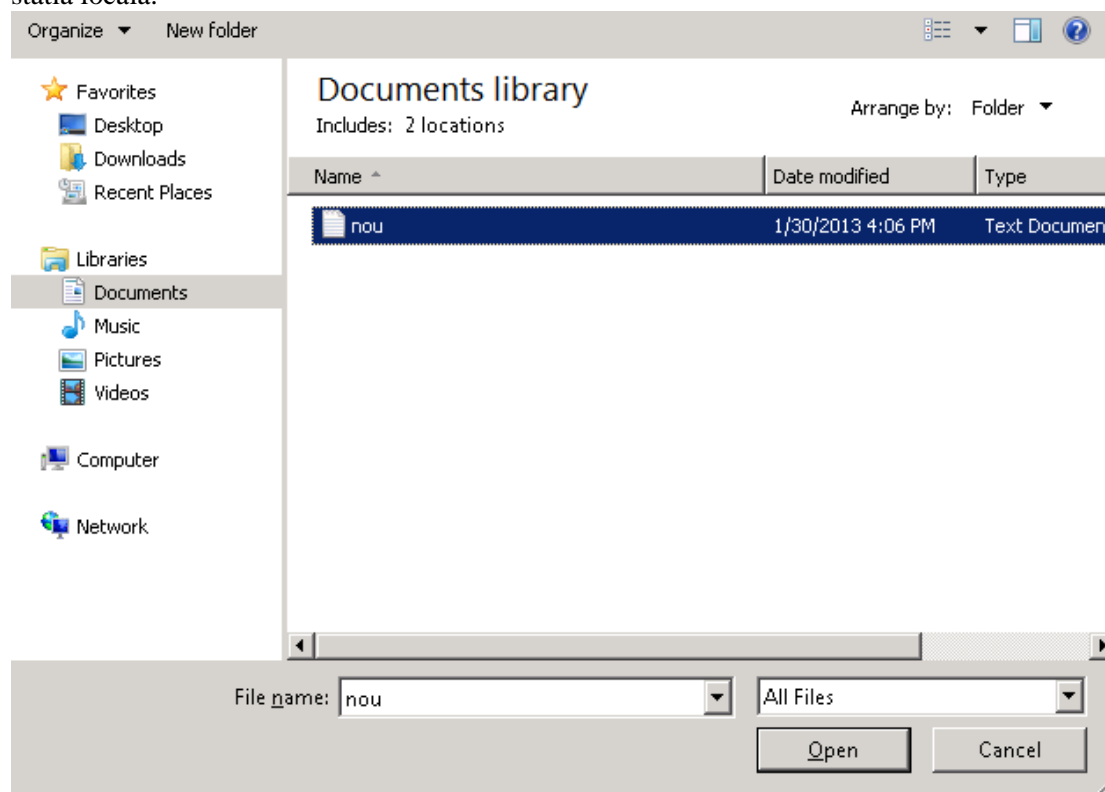 statia locala.
Organize New folder
Favorites
Desktop
Downloads
Recent Places
Libraries
Documents
Music
Pictures
Videos
Computer
Network
Documents library
Includes: 2 locations
Arrange by: Folder
Name Date modified Type
nou 1/30/2013 4:06 PM Text Documen
File name: nou All Files
Open Cancel